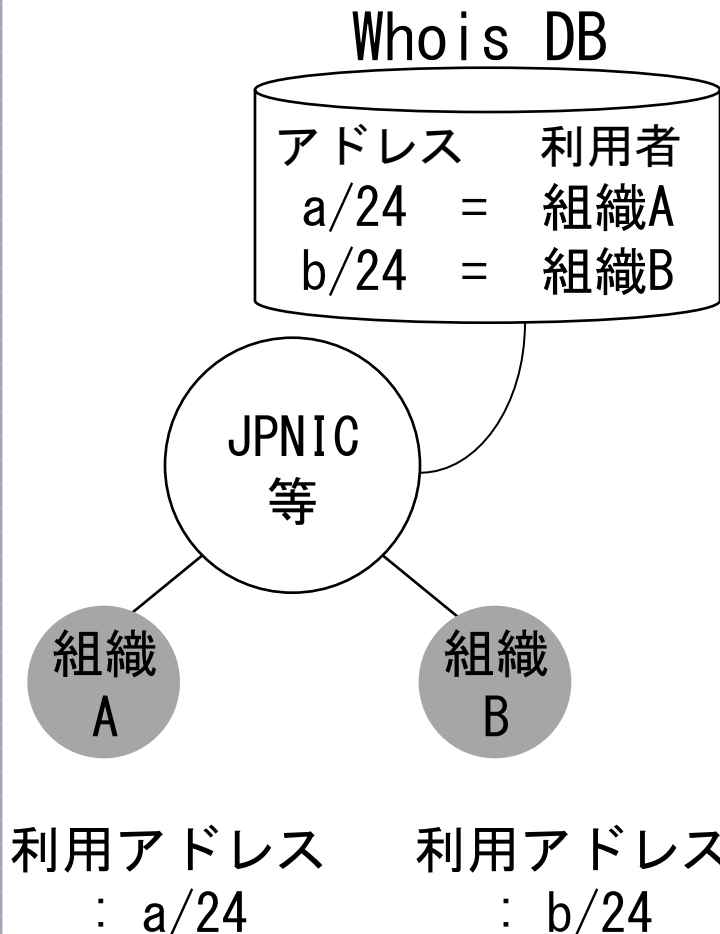 Whois DB
アドレス 利用者
a/24 = 組織A
b/24 = 組織B
JPNIC
等
組織
A
組織
B
利用アドレス
: a/24
利用アドレス
: b/24